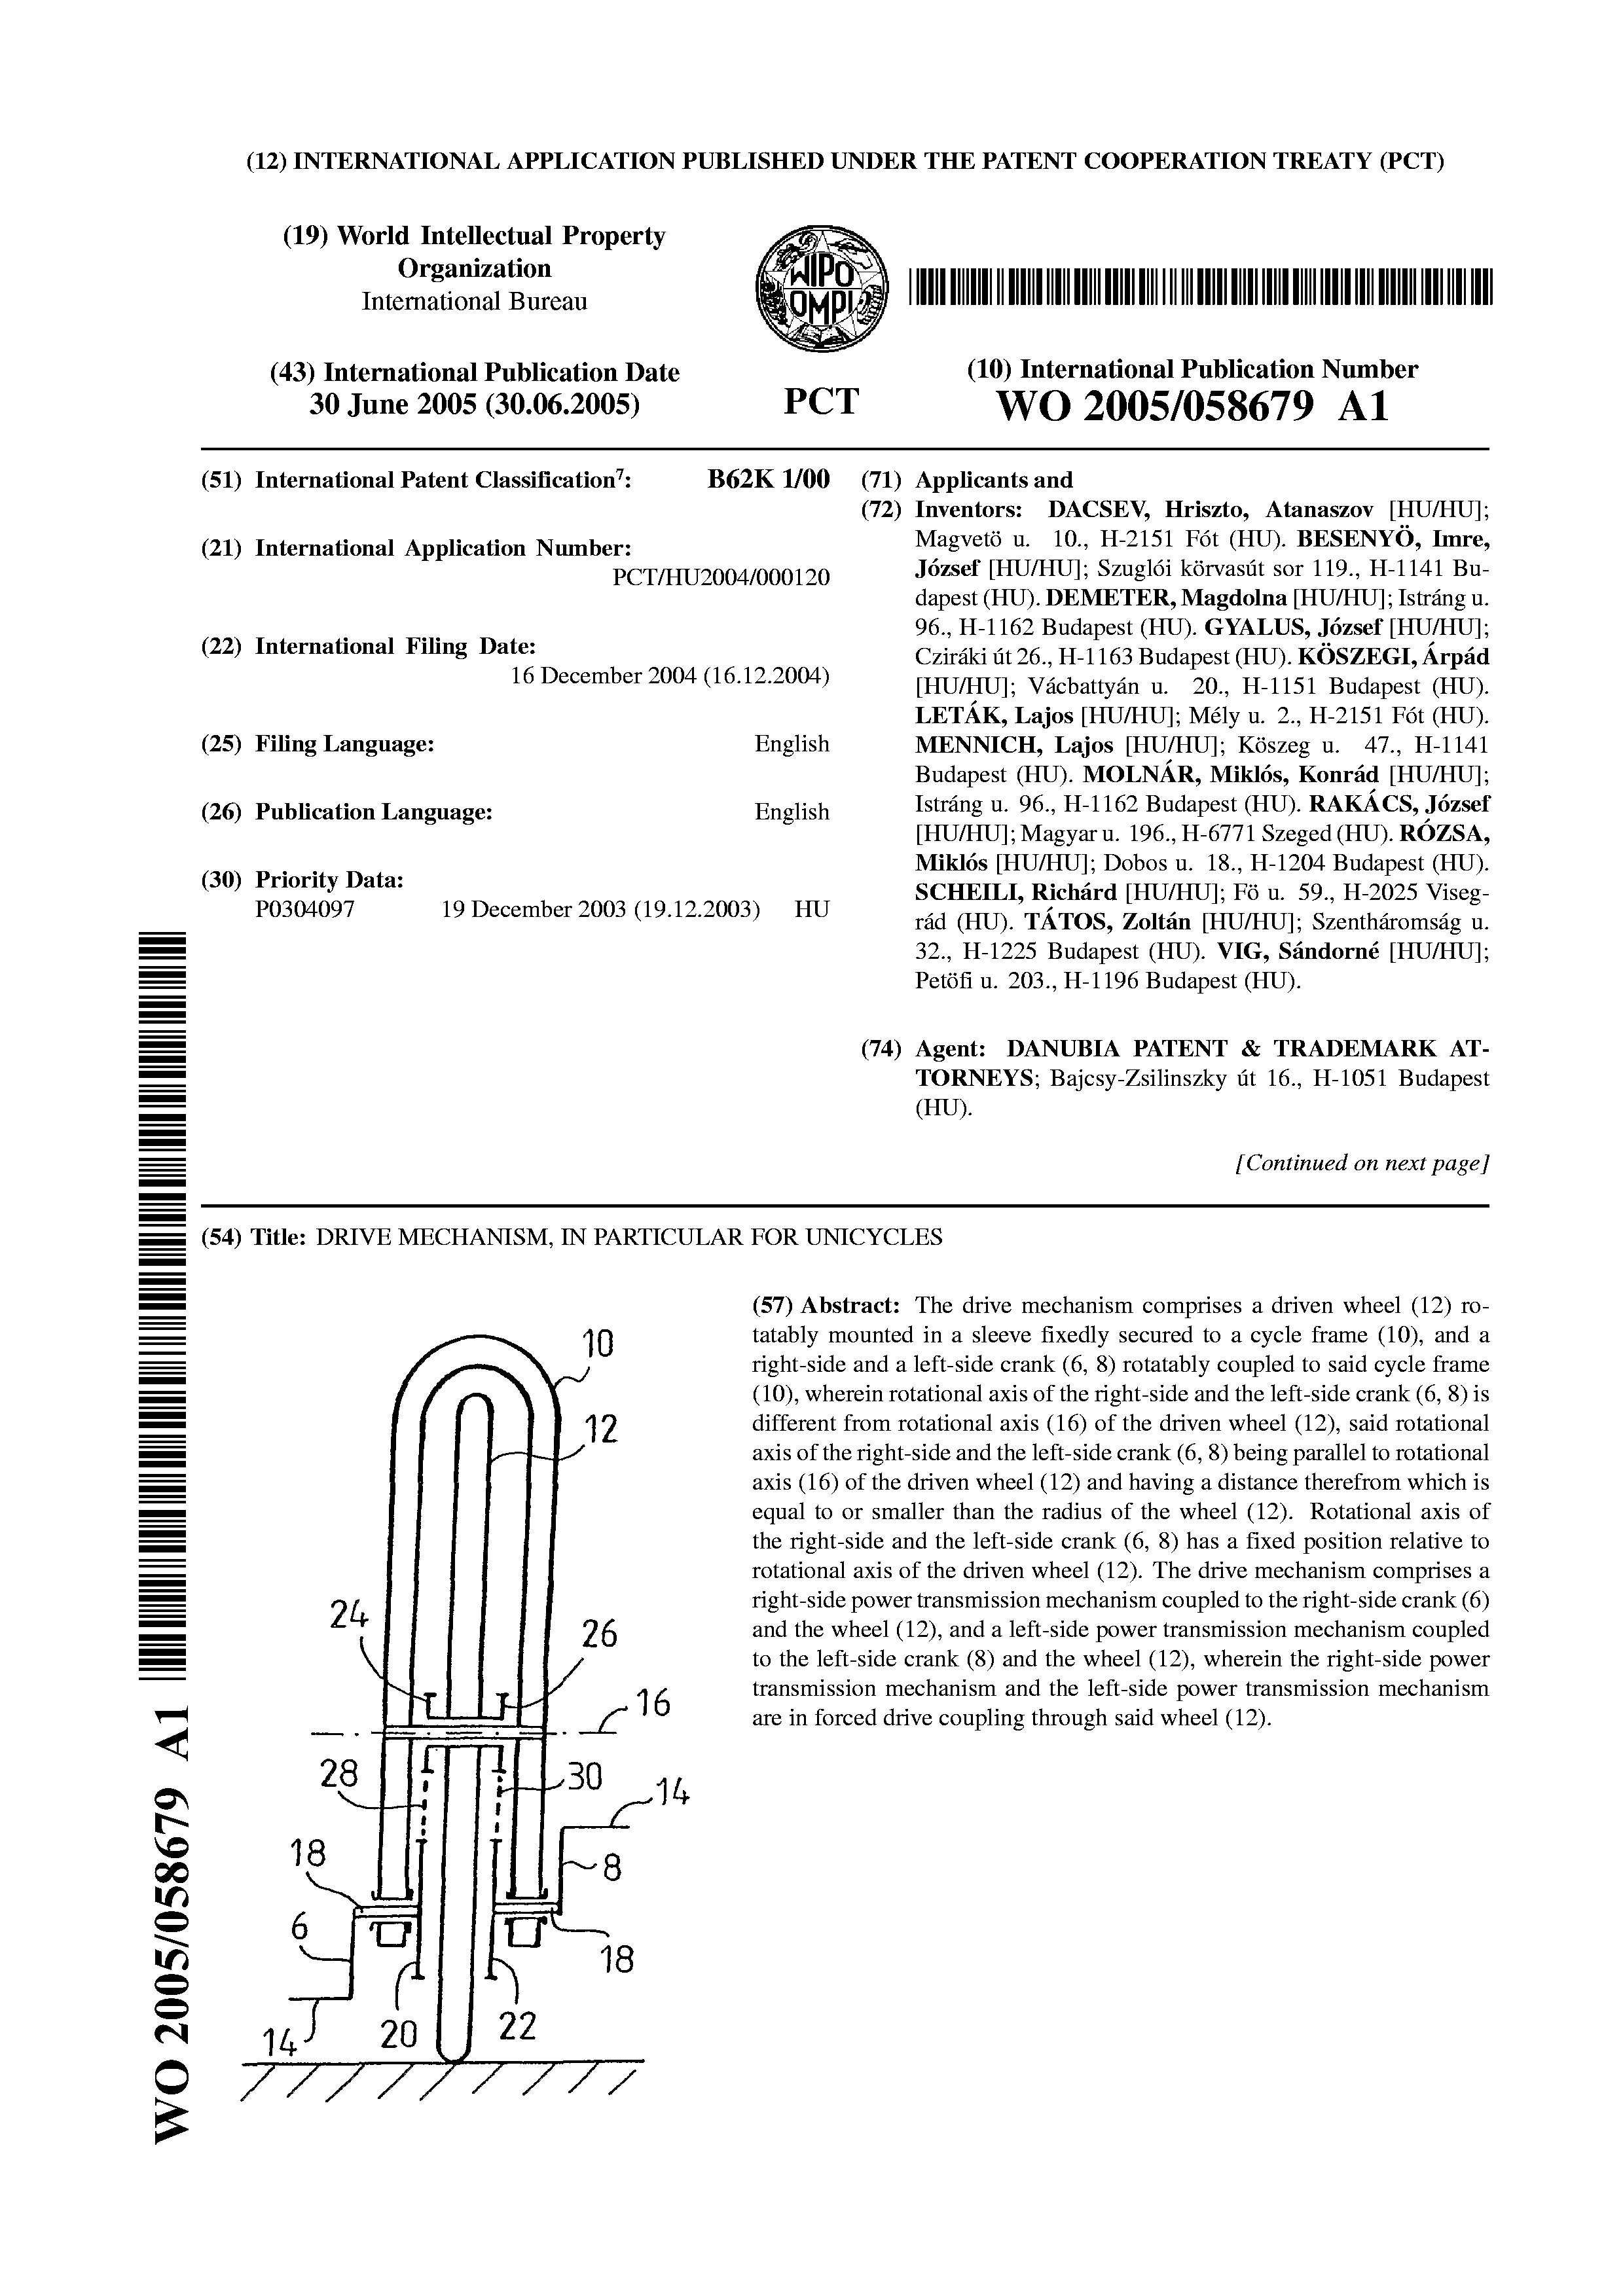 (12) INTERNATIONAL APPLICATION PUBLISHED UNDER THE PATENT COOPERATION TREATY (PCT)
(19) World Intellectual Property
Organization
International Bureau
WIPO
OMPI
(43) International Publication Date
30 June 2005 (30.06.2005)
PCT
(10) International Publication Number
WO 2005/058679 A1
(51) International Patent Classification7: B62K 1/00
(21) International Application Number:
PCT/HU2004/000120
(22) International Filing Date:
16 December 2004 (16.12.2004)
(25) Filing Language: English
(26) Publication Language: English
(30) Priority Data:
P0304097 19 December 2003 (19.12.2003) HU
(71) Applicants and
(72) Inventors: DACSEV, Hriszto, Atanaszov [HU/HU];
Magvetö u. 10., H-2151 Fót (HU). BESENYÖ, Imre,
József [HU/HU]; Szuglói körvasút sor 119., H-1141 Bu-
dapest (HU). DEMETER, Magdolna [HU/HU]; Istráng u.
96., H-1162 Budapest (HU). GYALUS, József [HU/HU];
Cziráki út 26., H-1163 Budapest (HU). KÖSZEGI, Árpád
[HU/HU]; Vácbattyán u. 20., H-1151 Budapest (HU).
LETÁK, Lajos [HU/HU]; Mély u. 2., H-2151 Fót (HU).
MENNICH, Lajos [HU/HU]; Köszeg u. 47., H-1141
Budapest (HU). MOLNÁR, Miklós, Konrád [HU/HU];
Istráng u. 96., H-1162 Budapest (HU). RAKÁCS, József
[HU/HU]; Magyar u. 196., H-6771 Szeged (HU). RÓZSA,
Miklós [HU/HU]; Dobos u. 18., H-1204 Budapest (HU).
SCHEILI, Richárd [HU/HU]; Fö u. 59., H-2025 Viseg-
rád (HU). TÁTOS, Zoltán [HU/HU]; Szentháromság u.
32., H-1225 Budapest (HU). VIG, Sándorné [HU/HU];
Petöfi u. 203., H-1196 Budapest (HU).
(74) Agent: DANUBIA PATENT & TRADEMARK AT-
TORNEYS; Bajcsy-Zsilinszky út 16., H-1051 Budapest
(HU).
[Continued on next page]
(54) Title: DRIVE MECHANISM, IN PARTICULAR FOR UNICYCLES
(57) Abstract: The drive mechanism comprises a driven wheel (12) ro-
tatably mounted in a sleeve fixedly secured to a cycle frame (10), and a
right-side and a left-side crank (6, 8) rotatably coupled to said cycle frame
(10), wherein rotational axis of the right-side and the left-side crank (6, 8) is
different from rotational axis (16) of the driven wheel (12), said rotational
axis of the right-side and the left-side crank (6, 8) being parallel to rotational
axis (16) of the driven wheel (12) and having a distance therefrom which is
equal to or smaller than the radius of the wheel (12). Rotational axis of
the right-side and the left-side crank (6, 8) has a fixed position relative to
rotational axis of the driven wheel (12). The drive mechanism comprises a
right-side power transmission mechanism coupled to the right-side crank (6)
and the wheel (12), and a left-side power transmission mechanism coupled
to the left-side crank (8) and the wheel (12), wherein the right-side power
transmission mechanism and the left-side power transmission mechanism
are in forced drive coupling through said wheel (12).
10
12
24
26
16
28
30
14
18
8
6
18
20
22
14
WO 2005/058679 A1